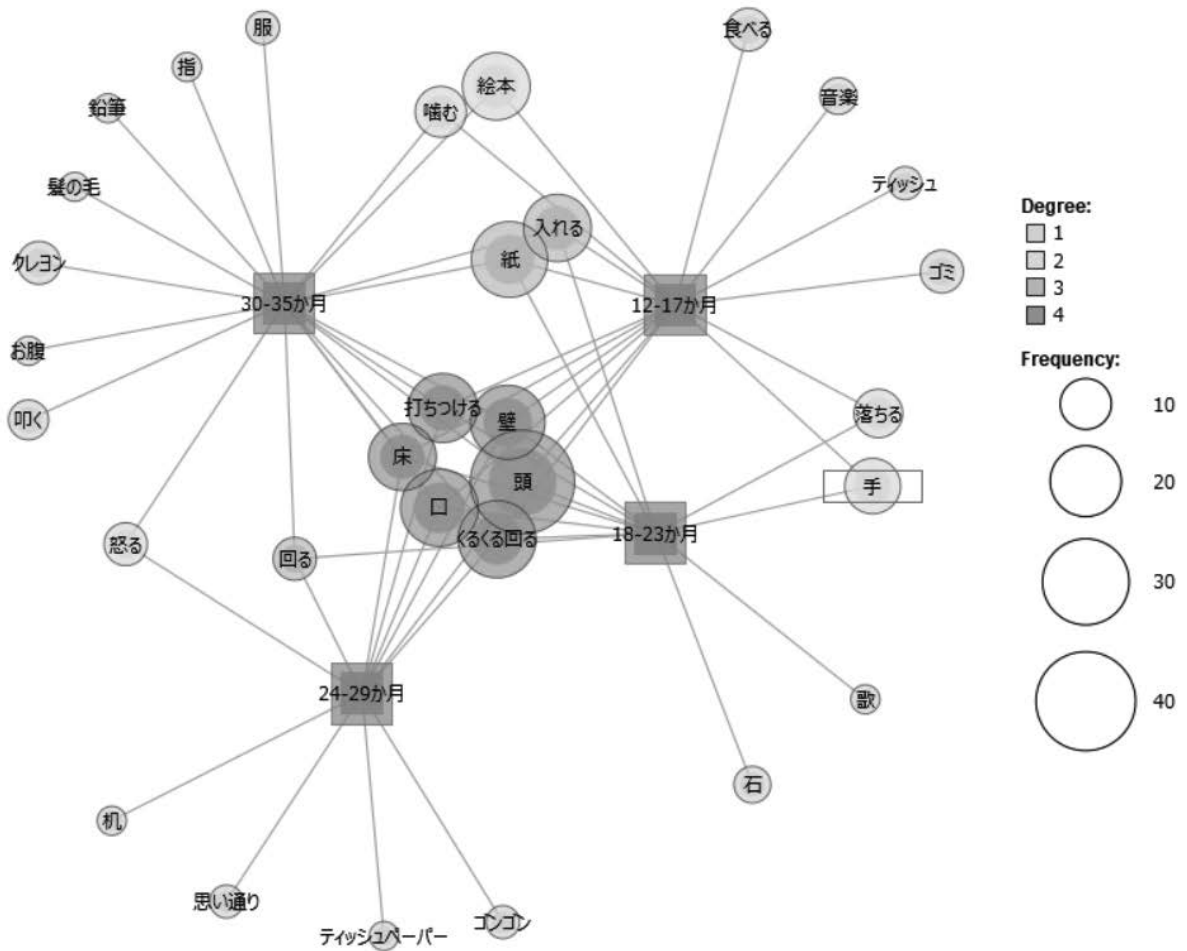 服
食べる
指
絵本
音楽
鉛筆
噛む
髪の毛
ティッシュ
入れる
紙
クレヨン
ゴミ
30-35か月
12-17か月
お腹
打ちつける
壁
落ちる
叩く
床
頭
手
口
くるくる回る
18-23か月
怒る
回る
24-29か月
歌
石
机
思い通り
ゴンゴン
ティッシュペーパー
Degree:
1
2
3
4
Frequency:
10
20
30
40